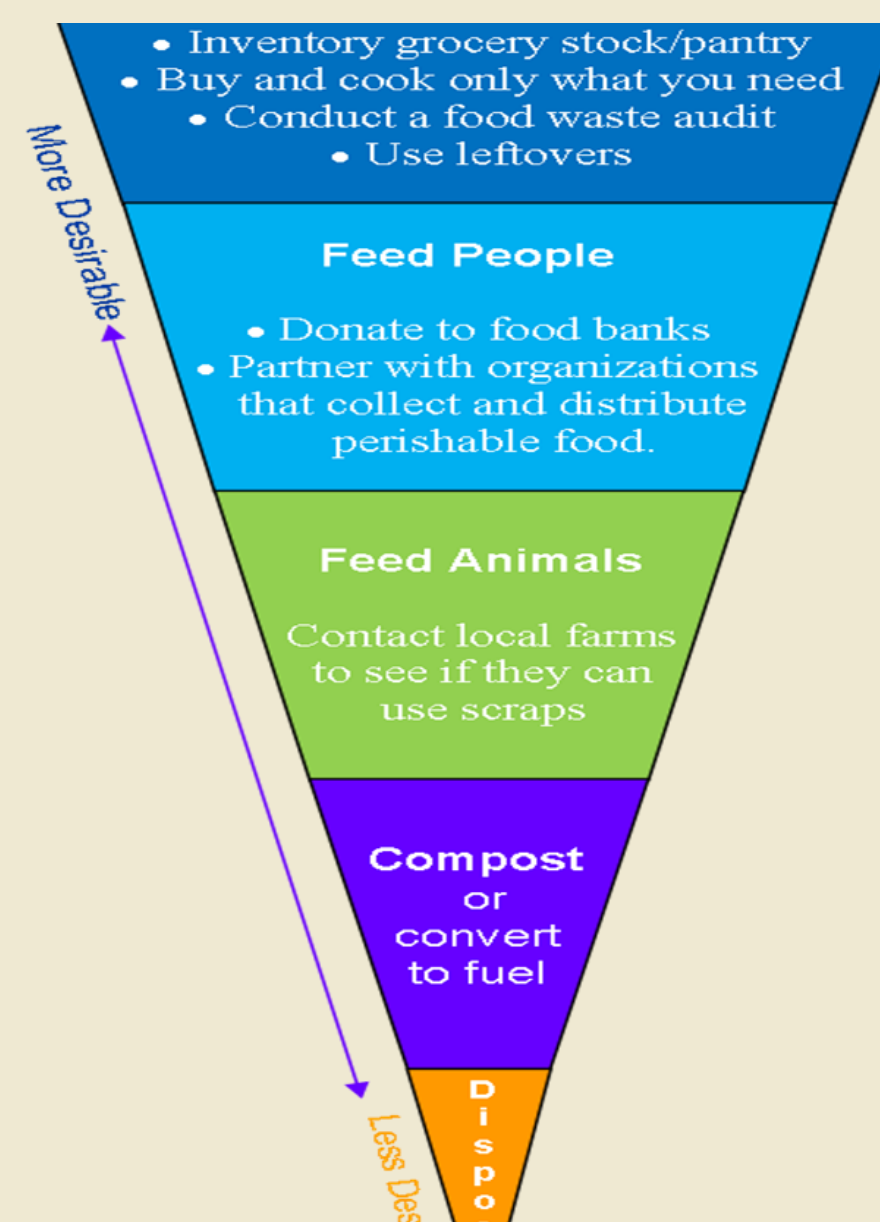 • Inventory grocery stock/pantry
• Buy and cook only what you need
• Conduct a food waste audit
• Use leftovers
More Desirable
Feed People
• Donate to food banks
• Partner with organizations
that collect and distribute
perishable food.
Feed Animals
Contact local farms
to see if they can
use scraps
Compost
or
convert
to fuel
Less